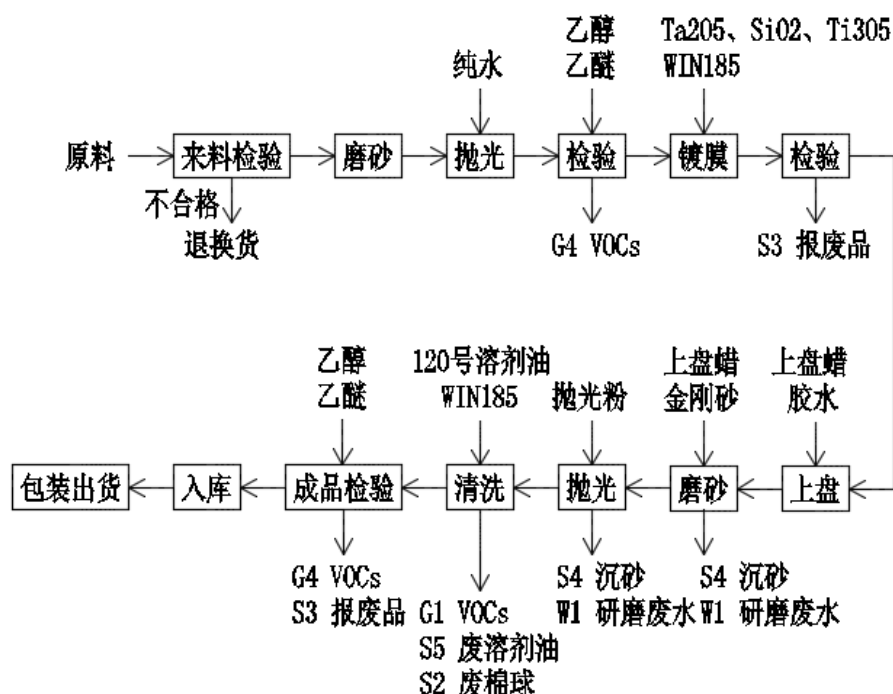 乙醇 Ta205、Si02、Ti305
纯水 乙醚 WIN185
原料 来料检验 磨砂 抛光 检验 镀膜 检验
不合格
退换货 G4 VOCs S3 报废品
乙醇 120号溶剂油 上盘蜡 上盘蜡
乙醚 WIN185 抛光粉 金刚砂 胶水
包装出货 入库 成品检验 清洗 抛光 磨砂 上盘
G4 VOCs S4 沉砂 S4 沉砂
S3 报废品 G1 VOCs W1 研磨废水 W1 研磨废水
S5 废溶剂油
S2 废棉球